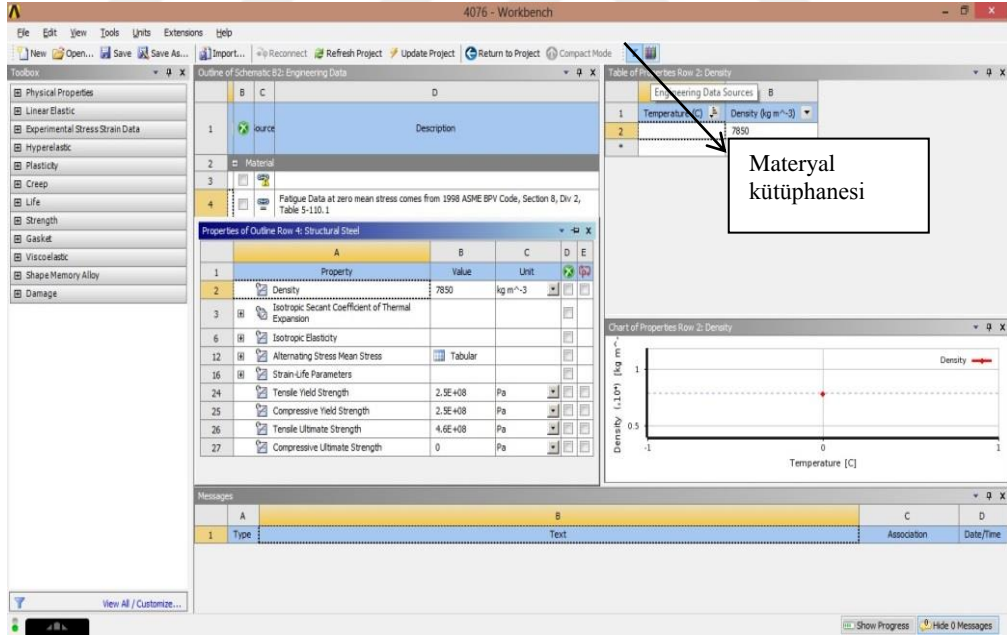 4076 - Workbench
File Edit View Tools Units Extensions Help
New Open... Save Save As... Import... Reconnect Refresh Project Update Project Return to Project Compact Mode
Toolbox
Physical Properties
Linear Elastic
Experimental Stress Strain Data
Hyperelastic
Plasticity
Creep
Life
Strength
Gasket
Viscoelastic
Shape Memory Alloy
Damage
View All / Customize...
Outline of Schematic B2: Engineering Data
B C D
1 ource Description
2 Material
3
4 Fatigue Data at zero mean stress comes from 1998 ASME BPV Code, Section 8, Div 2,
Table 5-110.1
Properties of Outline Row 4: Structural Steel
A B C D E
1 Property Value Unit
2 Density 7850 kg m^-3
3 Isotropic Secant Coefficient of Thermal
Expansion
6 Isotropic Elasticity
12 Alternating Stress Mean Stress Tabular
16 Strain-Life Parameters
24 Tensile Yield Strength 2.5E+08 Pa
25 Compressive Yield Strength 2.5E+08 Pa
26 Tensile Ultimate Strength 4.6E+08 Pa
27 Compressive Ultimate Strength 0 Pa
Table of Properties Row 2: Density
Engineering Data Sources B
1 Temperature (C) Density (kg m^-3)
2 7850
*
Materyal
kütüphanesi
Chart of Properties Row 2: Density
Density (.10⁴) [kg m^-
1
0.5
-1 0 1
Temperature [C]
Density
Messages
A B C D
1 Type Text Association Date/Time
Show Progress Hide 0 Messages